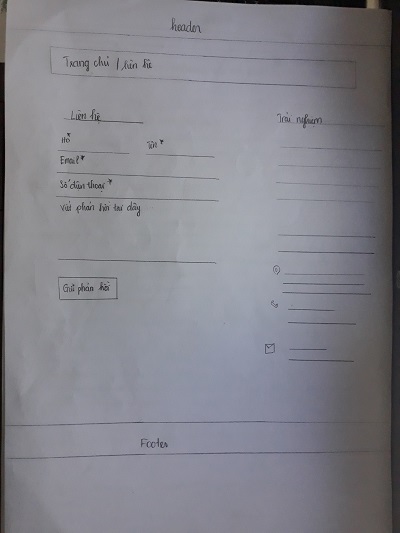 header
Trang chủ / liên hệ
Liên hệ
Họ* Tên *
Email *
Số điện thoại *
Viết phản hồi tại đây
Gửi phản hồi
Trải nghiệm
Footer